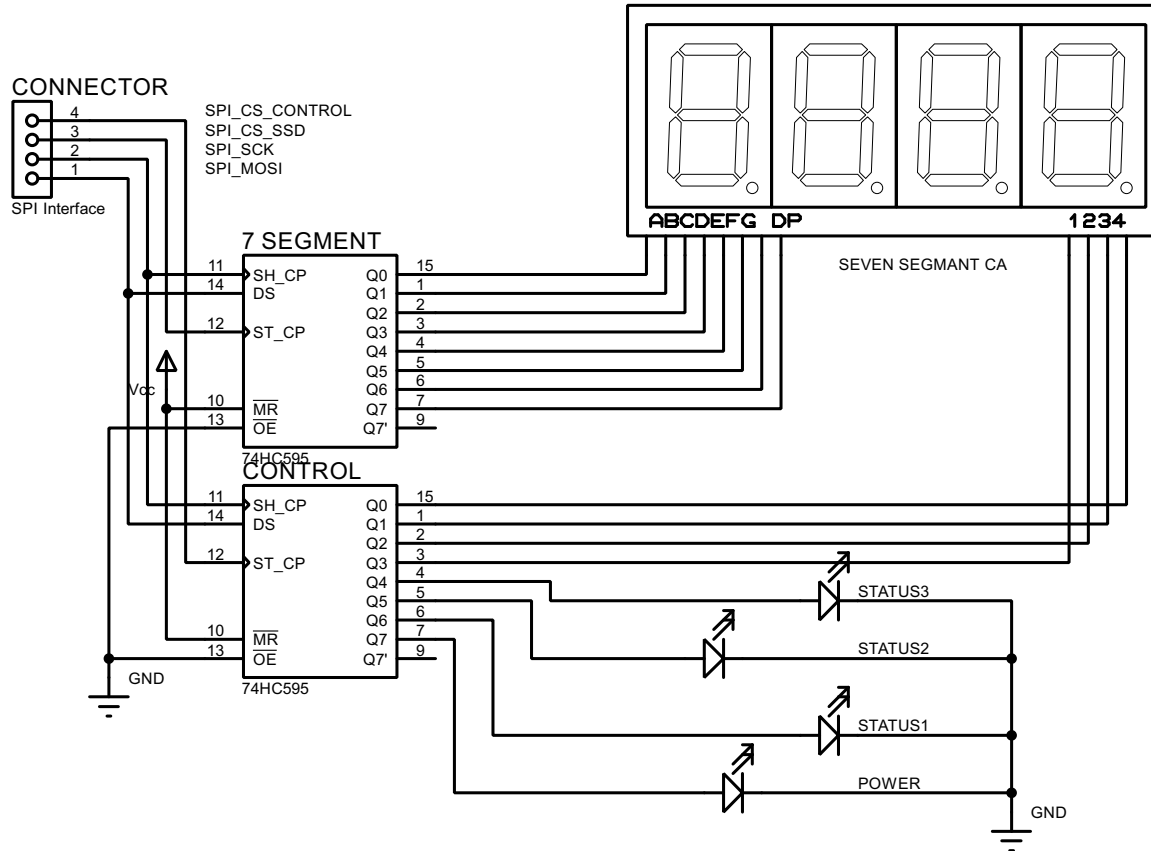 CONNECTOR
4
3
2
1
SPI Interface
SPI_CS_CONTROL
SPI_CS_SSD
SPI_SCK
SPI_MOSI
ABCDEFG DP
1234
SEVEN SEGMANT CA
7 SEGMENT
11 SH_CP Q0 15
14 DS Q1 1
Q2 2
12 ST_CP Q3 3
Q4 4
Q5 5
Q6 6
10 MR Q7 7
13 OE Q7' 9
Vcc
74HC595
CONTROL
11 SH_CP Q0 15
14 DS Q1 1
Q2 2
12 ST_CP Q3 3
Q4 4
Q5 5
Q6 6
10 MR Q7 7
13 OE Q7' 9
GND
74HC595
STATUS3
STATUS2
STATUS1
POWER
GND